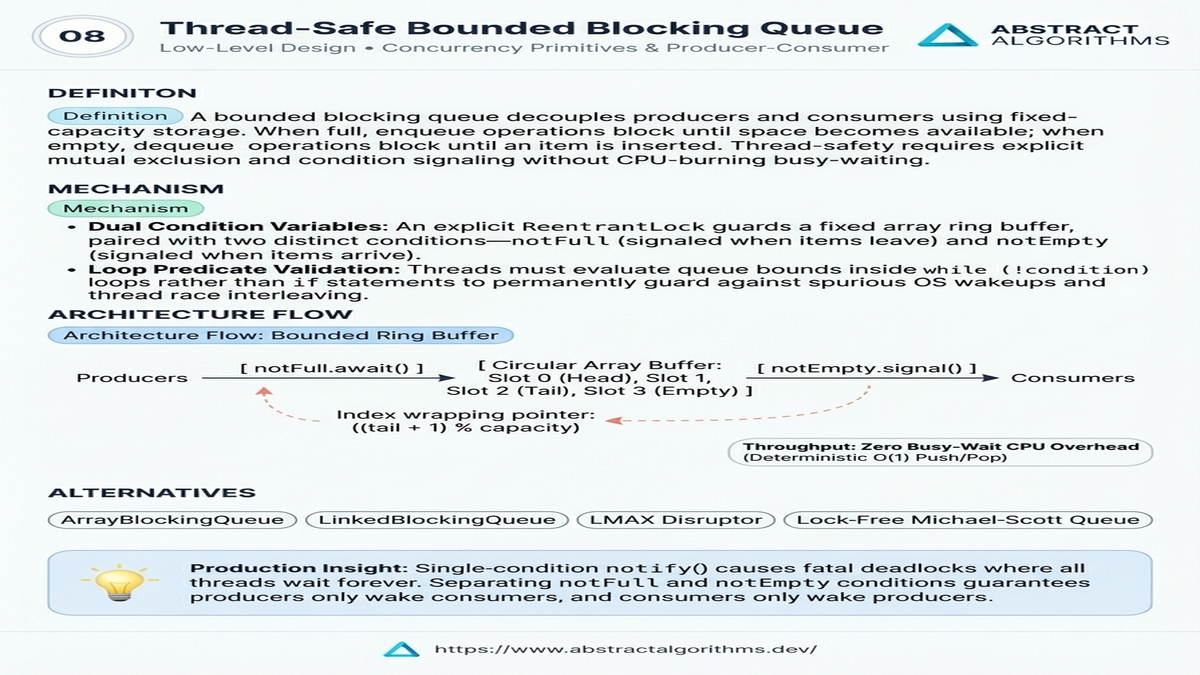 08
Thread-Safe Bounded Blocking Queue
Low-Level Design • Concurrency Primitives & Producer-Consumer
ABSTRACT
ALGORITHMS
DEFINITON
Definition A bounded blocking queue decouples producers and consumers using fixed-
capacity storage. When full, enqueue operations block until space becomes available; when
empty, dequeue operations block until an item is inserted. Thread-safety requires explicit
mutual exclusion and condition signaling without CPU-burning busy-waiting.
MECHANISM
Mechanism
• Dual Condition Variables: An explicit ReentrantLock guards a fixed array ring buffer,
paired with two distinct conditions—notFull (signaled when items leave) and notEmpty
(signaled when items arrive).
• Loop Predicate Validation: Threads must evaluate queue bounds inside while (!condition)
loops rather than if statements to permanently guard against spurious OS wakeups and
thread race interleaving.
ARCHITECTURE FLOW
Architecture Flow: Bounded Ring Buffer
Producers
[ notFull.await() ]
[ Circular Array Buffer:
Slot 0 (Head), Slot 1,
Slot 2 (Tail), Slot 3 (Empty) ]
[ notEmpty.signal() ]
Consumers
Index wrapping pointer:
((tail + 1) % capacity)
Throughput: Zero Busy-Wait CPU Overhead
(Deterministic O(1) Push/Pop)
ALTERNATIVES
ArrayBlockingQueue LinkedBlockingQueue LMAX Disruptor Lock-Free Michael-Scott Queue
Production Insight: Single-condition notify() causes fatal deadlocks where all
threads wait forever. Separating notFull and notEmpty conditions guarantees
producers only wake consumers, and consumers only wake producers.
https://www.abstractalgorithms.dev/